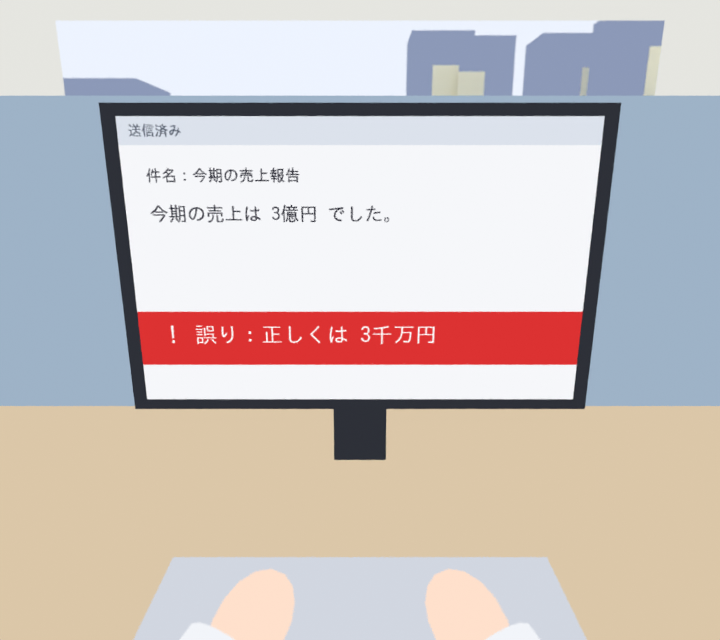 送信済み
件名：今期の売上報告
今期の売上は 3億円 でした。
！ 誤り：正しくは 3千万円